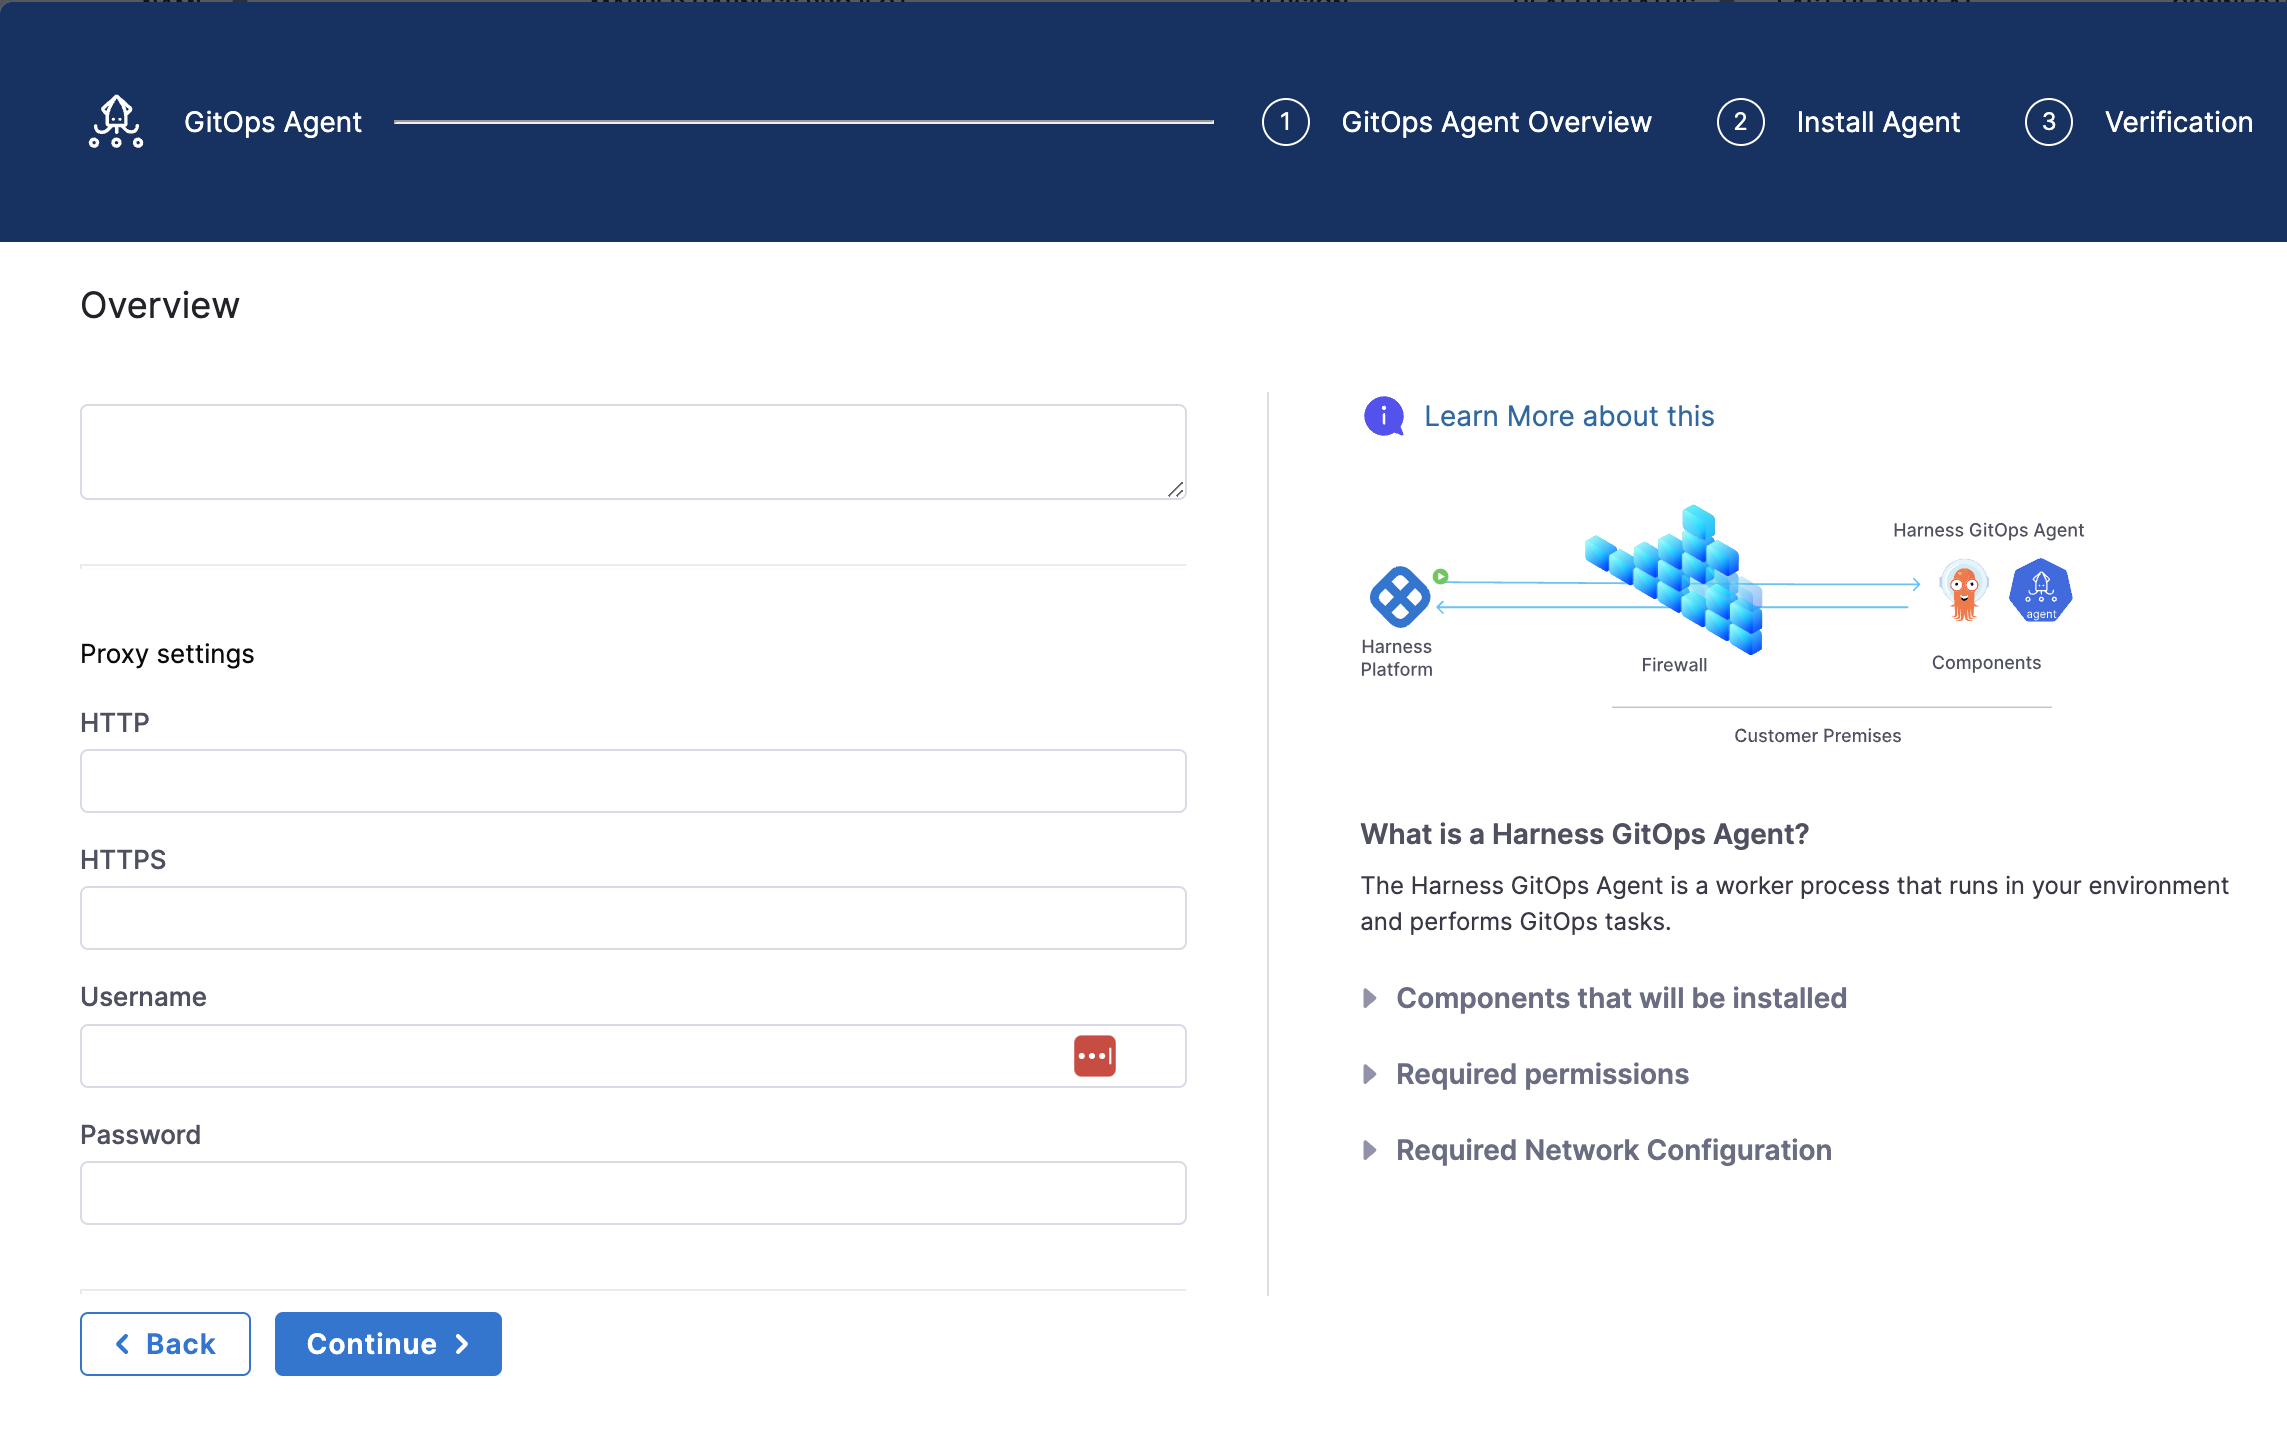 GitOps Agent
1 GitOps Agent Overview
2 Install Agent
3 Verification
Overview
Proxy settings
HTTP
HTTPS
Username
Password
Back
Continue
Learn More about this
Harness GitOps Agent
agent
Harness
Platform
Firewall
Components
Customer Premises
What is a Harness GitOps Agent?
The Harness GitOps Agent is a worker process that runs in your environment
and performs GitOps tasks.
Components that will be installed
Required permissions
Required Network Configuration